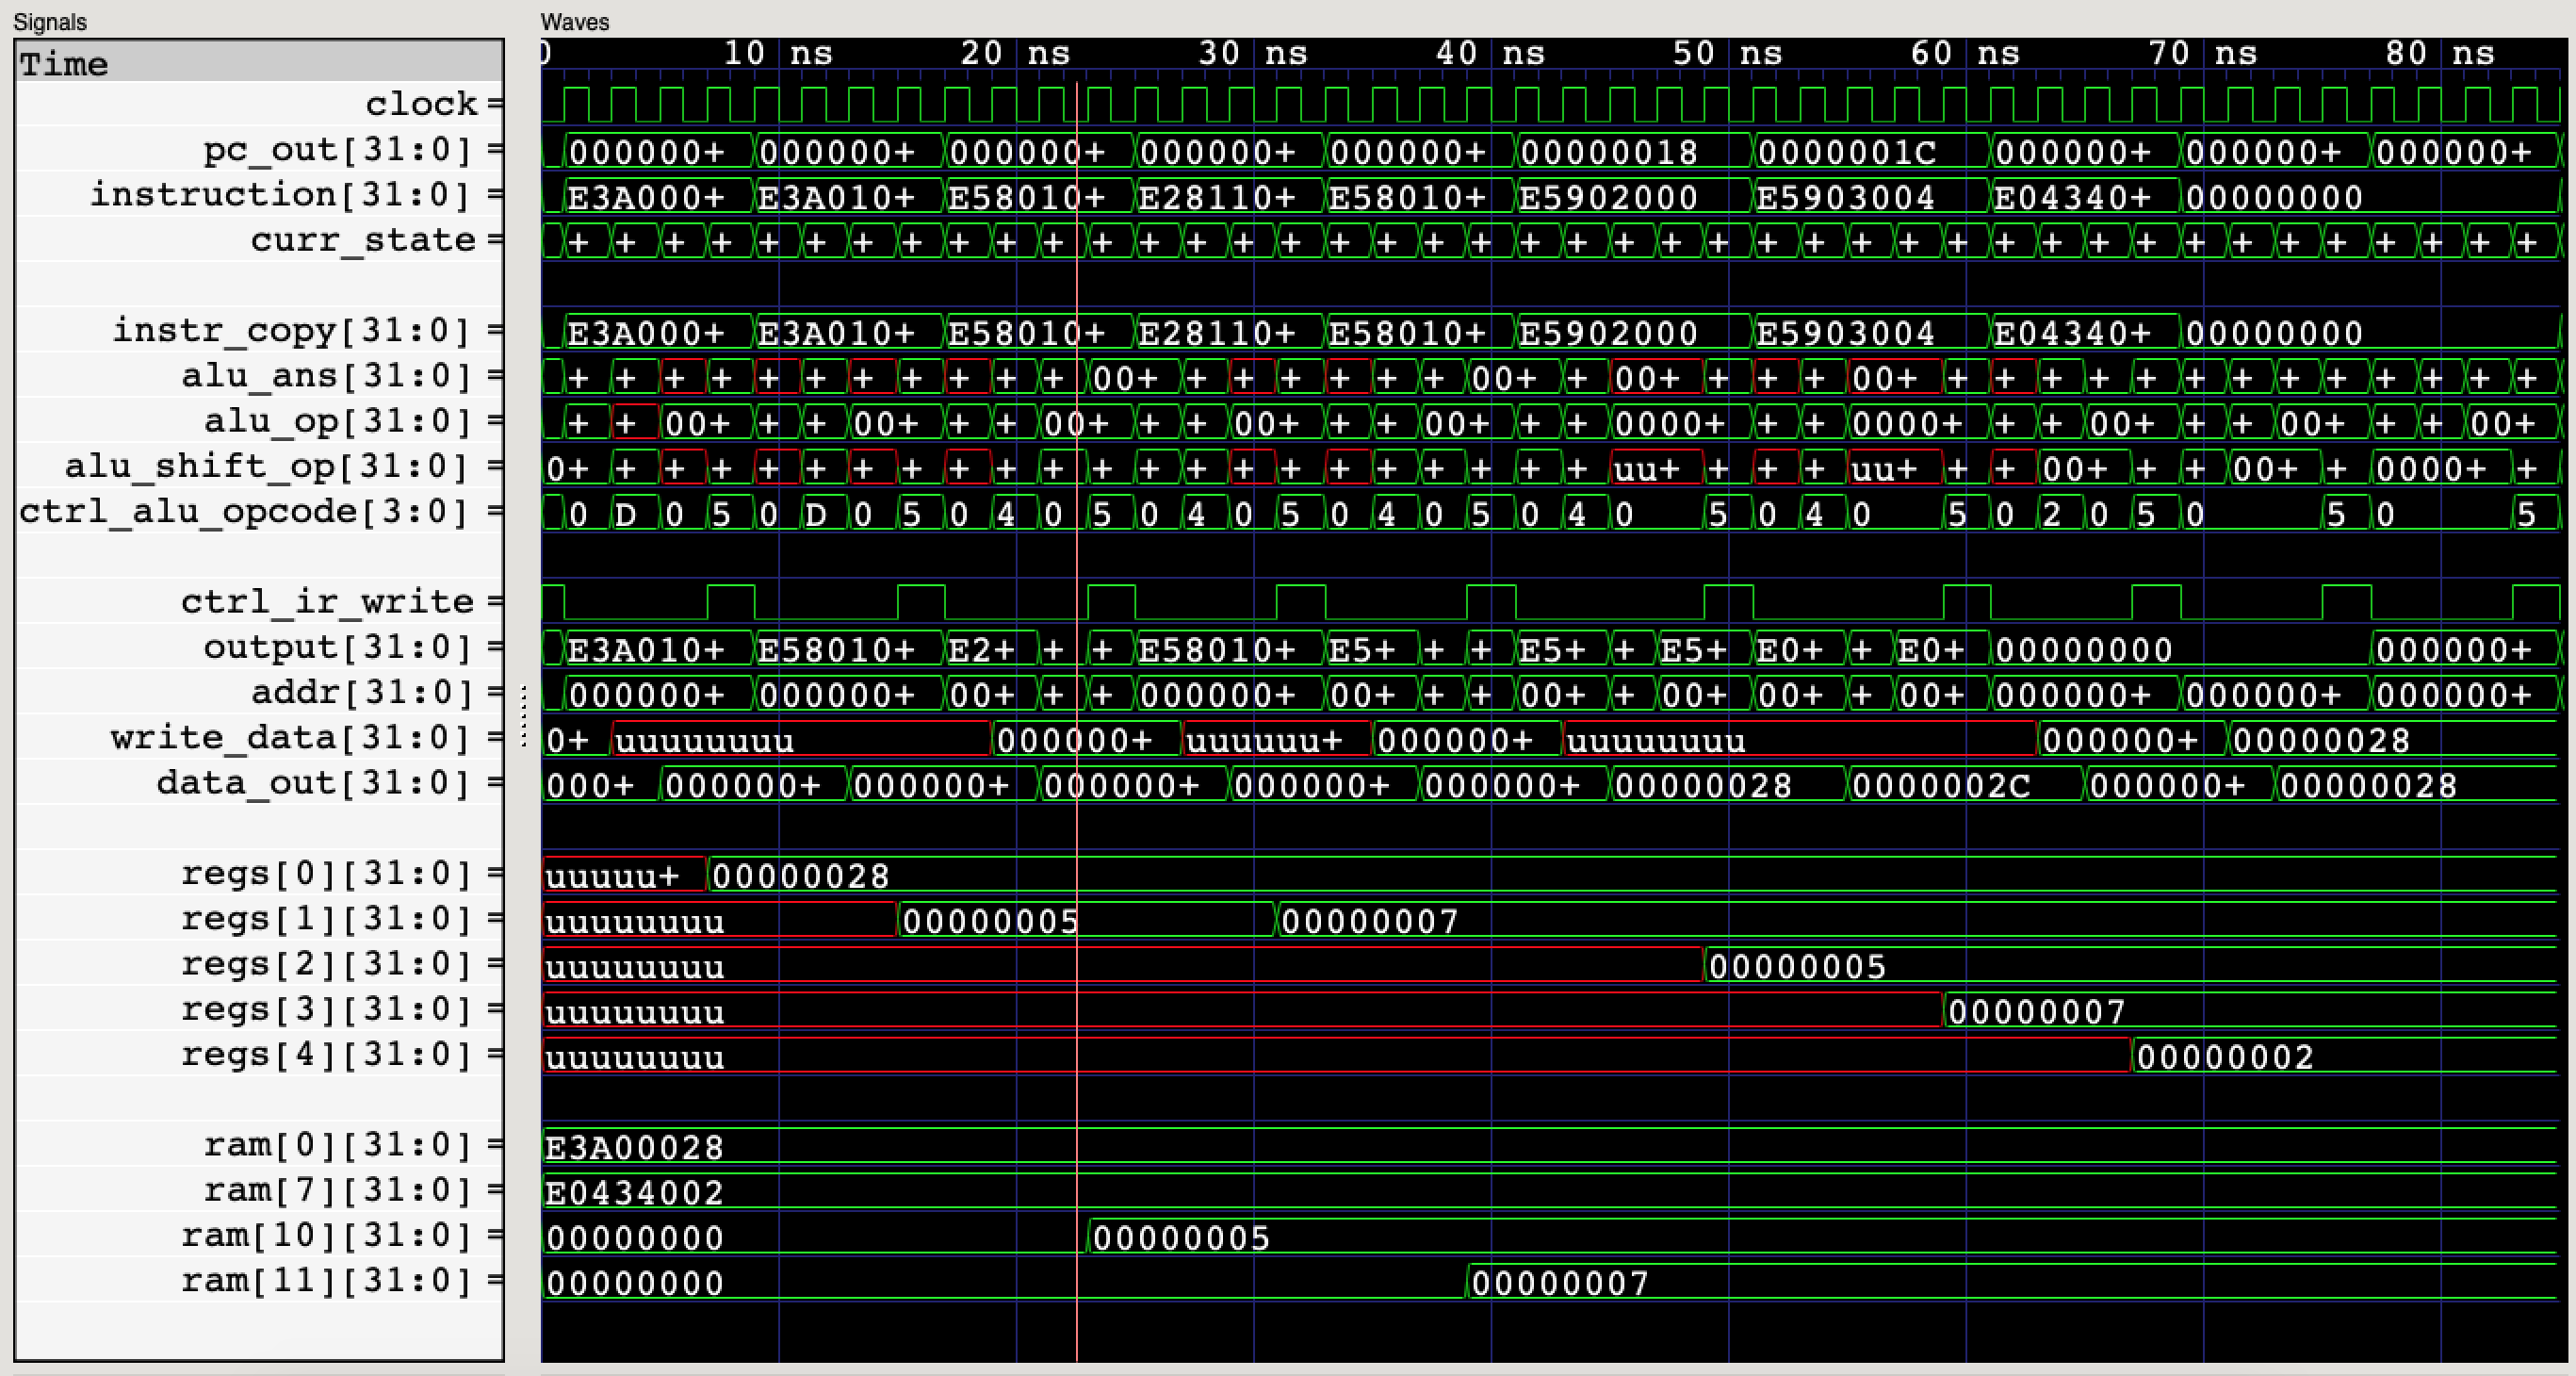 Signals Waves
Time 0 10 ns 20 ns 30 ns 40 ns 50 ns 60 ns 70 ns 80 ns
clock =
pc_out[31:0] = 000000+ 000000+ 000000+ 000000+ 000000+ 00000018 0000001C 000000+ 000000+ 000000+
instruction[31:0] = E3A000+ E3A010+ E58010+ E28110+ E58010+ E5902000 E5903004 E04340+ 00000000
curr_state = + + + + + + + + + + + + + + + + + + + + + + + + + + + + + + + + + + + + + + + + + +
instr_copy[31:0] = E3A000+ E3A010+ E58010+ E28110+ E58010+ E5902000 E5903004 E04340+ 00000000
alu_ans[31:0] = + + + + + + + + + + + 00+ + + + + + + 00+ + 00+ + + + 00+ + + + + + + + + + + + + +
alu_op[31:0] = + + 00+ + + 00+ + + 00+ + + 00+ + + 00+ + + 0000+ + + 0000+ + + 00+ + + 00+ + + 00+
alu_shift_op[31:0] = 0+ + + + + + + + + + + + + + + + + + + + + uu+ + + + uu+ + + 00+ + + 00+ + 0000+ +
ctrl_alu_opcode[3:0] = 0 D 0 5 0 D 0 5 0 4 0 5 0 4 0 5 0 4 0 5 0 4 0 5 0 4 0 5 0 2 0 5 0 5 0 5
ctrl_ir_write =
output[31:0] = E3A010+ E58010+ E2+ + + E58010+ E5+ + + E5+ + E5+ E0+ + E0+ 00000000 000000+
addr[31:0] = 000000+ 000000+ 00+ + + 000000+ 00+ + + 00+ + 00+ 00+ + 00+ 000000+ 000000+ 000000+
write_data[31:0] = 0+ uuuuuuuu 000000+ uuuuuu+ 000000+ uuuuuuuu 000000+ 00000028
data_out[31:0] = 000+ 000000+ 000000+ 000000+ 000000+ 000000+ 00000028 0000002C 000000+ 00000028
regs[0][31:0] = uuuuu+ 00000028
regs[1][31:0] = uuuuuuuu 00000005 00000007
regs[2][31:0] = uuuuuuuu 00000005
regs[3][31:0] = uuuuuuuu 00000007
regs[4][31:0] = uuuuuuuu 00000002
ram[0][31:0] = E3A00028
ram[7][31:0] = E0434002
ram[10][31:0] = 00000000 00000005
ram[11][31:0] = 00000000 00000007